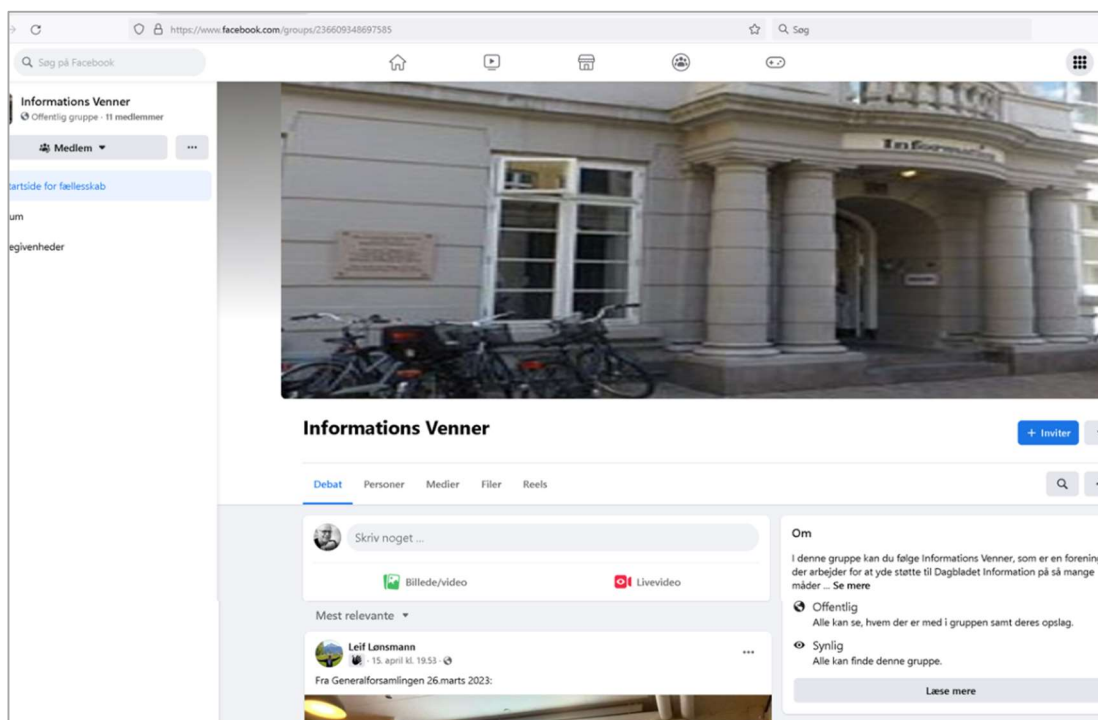 https://www.facebook.com/groups/236609348697585
Søg
Søg på Facebook
Informations Venner
Offentlig gruppe · 11 medlemmer
Medlem
artside for fællesskab
um
egivenheder
Informatio
Informations Venner
+ Inviter
Debat Personer Medier Filer Reels
Skriv noget ...
Billede/video Livevideo
Mest relevante
Leif Lønsmann
· 15. april kl. 19.53 ·
Fra Generalforsamlingen 26.marts 2023:
Om
I denne gruppe kan du følge Informations Venner, som er en forening
der arbejder for at yde støtte til Dagbladet Information på så mange
måder ... Se mere
Offentlig
Alle kan se, hvem der er med i gruppen samt deres opslag.
Synlig
Alle kan finde denne gruppe.
Læse mere